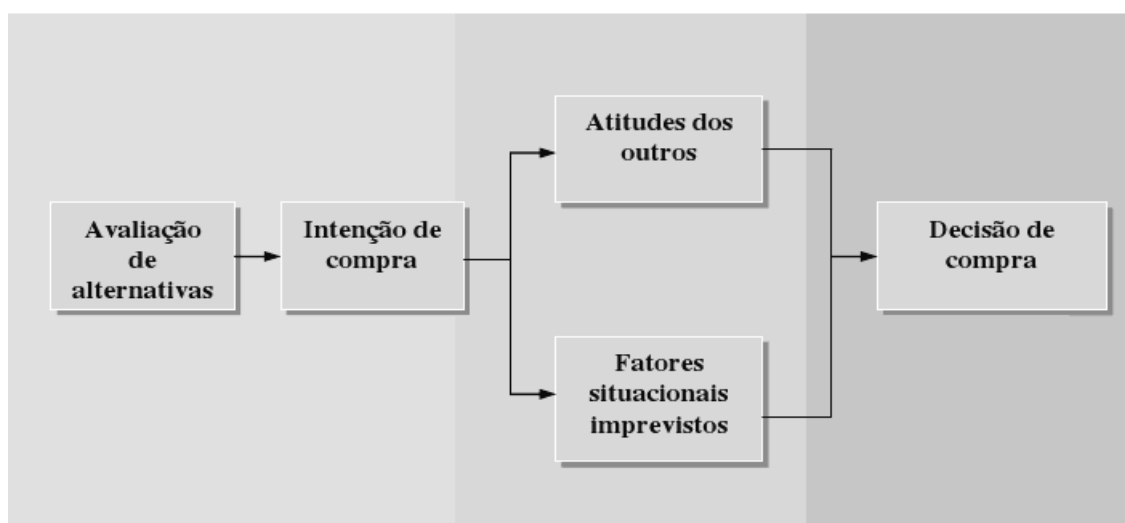 Avaliação
de
alternativas
Intenção de
compra
Atitudes dos
outros
Fatores
situacionais
imprevistos
Decisão de
compra